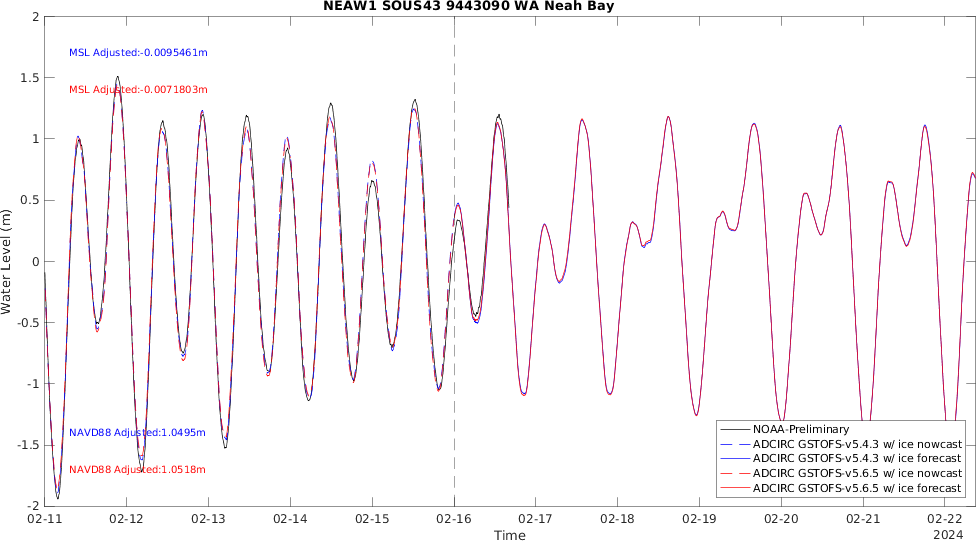 NEAW1 SOUS43 9443090 WA Neah Bay
2
1.5
1
0.5
0
-0.5
-1
-1.5
-2
Water Level (m)
MSL Adjusted:-0.0095461m
MSL Adjusted:-0.0071803m
NAVD88 Adjusted:1.0495m
NAVD88 Adjusted:1.0518m
NOAA-Preliminary
ADCIRC GSTOFS-v5.4.3 w/ ice nowcast
ADCIRC GSTOFS-v5.4.3 w/ ice forecast
ADCIRC GSTOFS-v5.6.5 w/ ice nowcast
ADCIRC GSTOFS-v5.6.5 w/ ice forecast
02-11 02-12 02-13 02-14 02-15 02-16 02-17 02-18 02-19 02-20 02-21 02-22
2024
Time